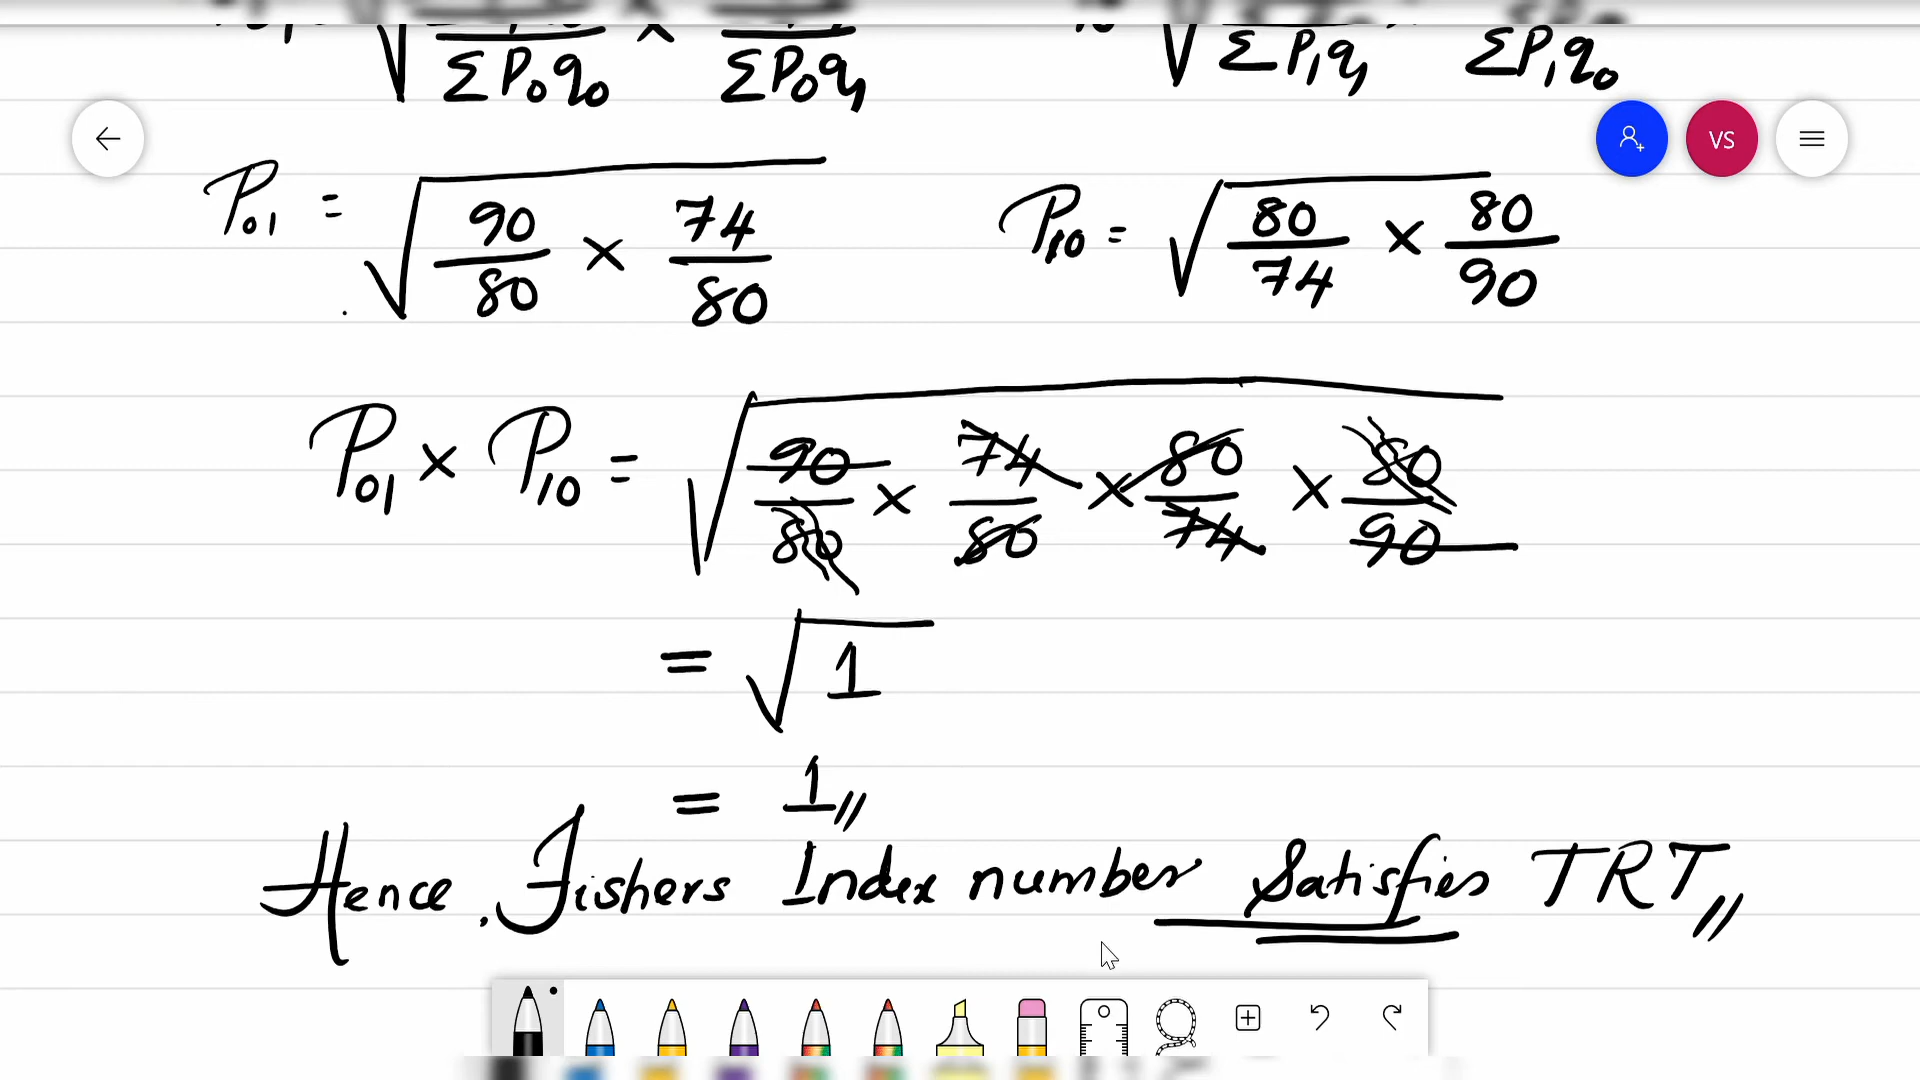 ΣP₀q₀ ΣP₀q₁ ΣP₁q₁ ΣP₁q₀
VS
P₀₁ = √(90/80 × 74/80) P₁₀ = √(80/74 × 80/90)
P₀₁ × P₁₀ = √(90/80 × 74/80 × 80/74 × 80/90)
= √1
= 1//
Hence, Fishers Index number Satisfies TRT//